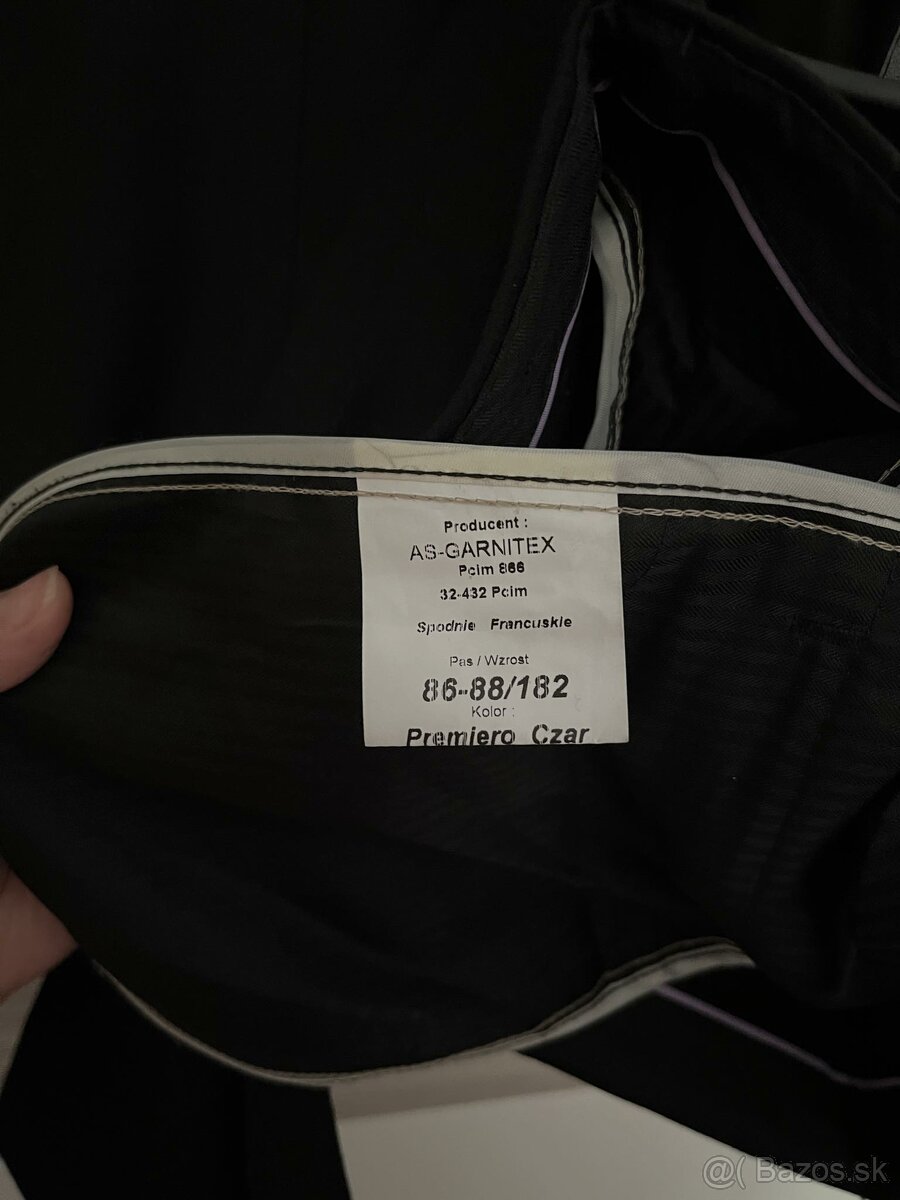 Producent :
AS-GARNITEX
Pcim 866
32-432 Pcim
Spodnie Francuskie
Pas / Wzrost
86-88/182
Kolor :
Premiero Czar
@( Bazos.sk